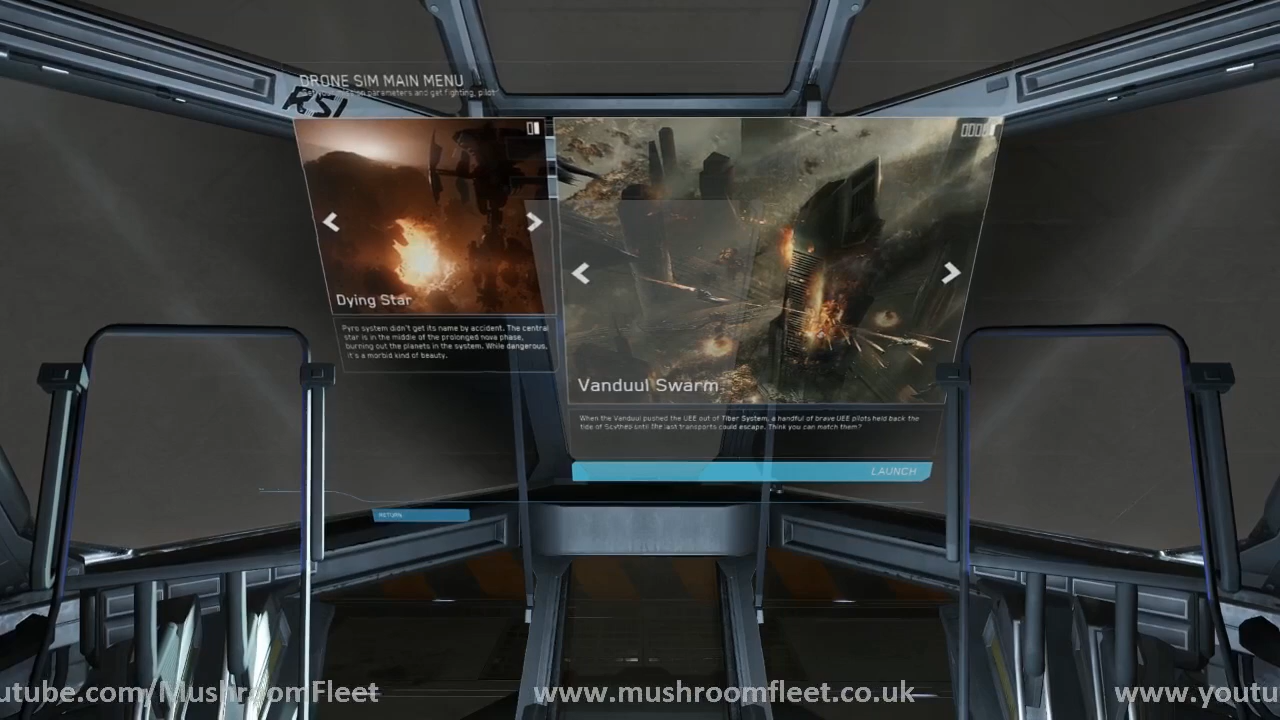 DRONE SIM MAIN MENU
parameters and get fighting, pilot
RSI
Dying Star
Pyro system didn't get its name by accident. The central
star is in the middle of the prolonged nova phase,
burning out the planets in the system. While dangerous,
it's a morbid kind of beauty.
Vanduul Swarm
When the Vanduul pushed the UEE out of Tiber System, a handful of brave UEE pilots held back the
tide of Scythes until the last transports could escape. Think you can match them?
LAUNCH
RETURN
utube.com/MushroomFleet
www.mushroomfleet.co.uk
www.youtu